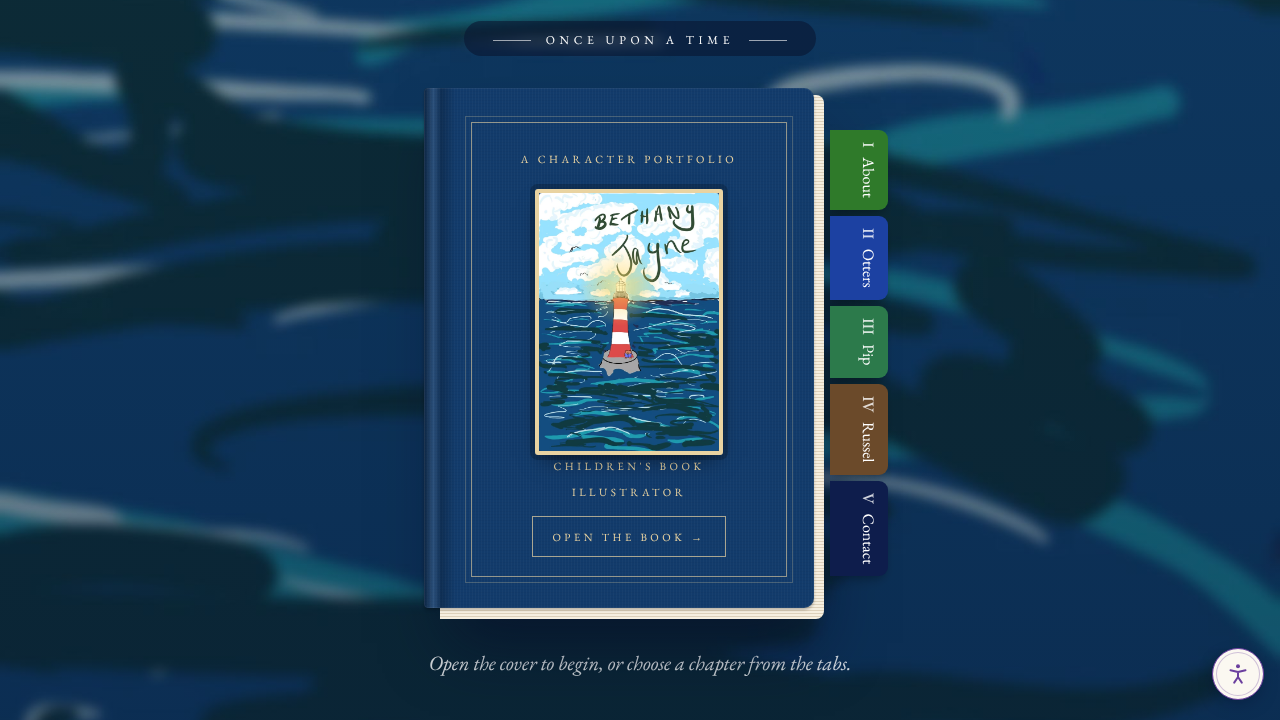 ONCE UPON A TIME
A CHARACTER PORTFOLIO
BETHANY
Jayne
CHILDREN'S BOOK
ILLUSTRATOR
OPEN THE BOOK →
I About
II Otters
III Pip
IV Russel
V Contact
Open the cover to begin, or choose a chapter from the tabs.